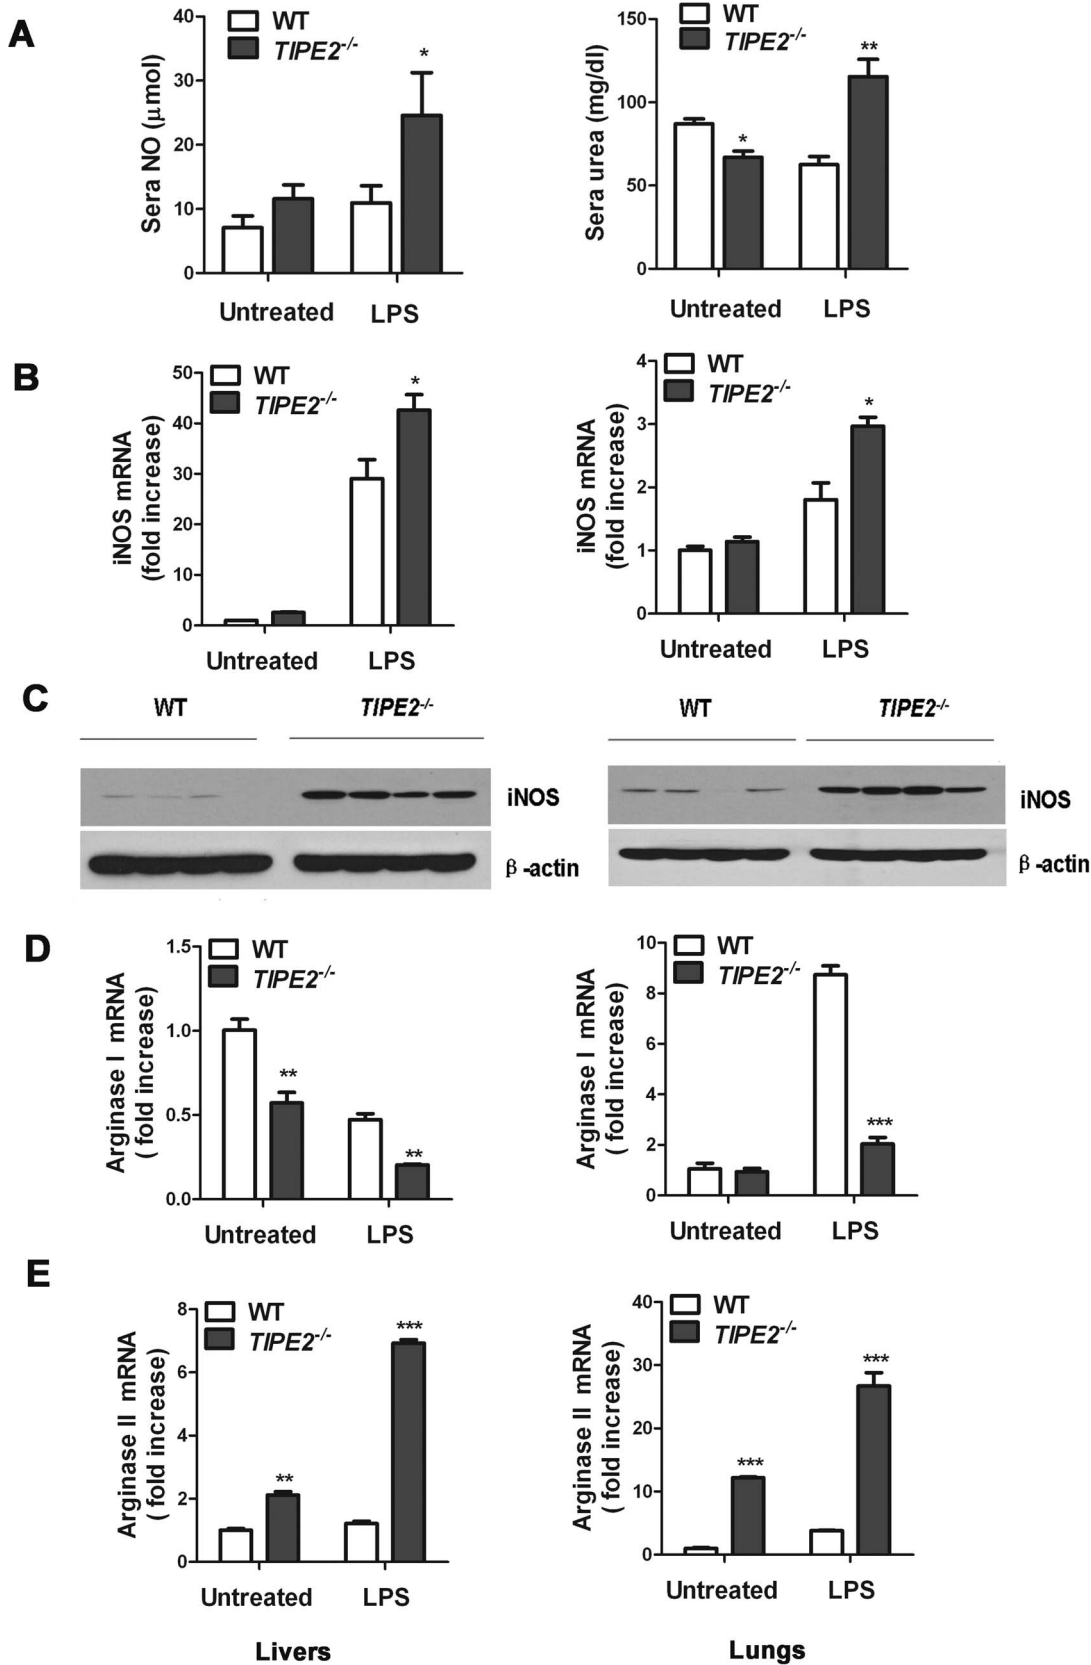 A
Sera NO (µmol)
40
30
20
10
0
WT
TIPE2-/-
*
Untreated
LPS
Sera urea (mg/dl)
150
100
50
0
WT
TIPE2-/-
*
**
Untreated
LPS
B
iNOS mRNA
(fold increase)
50
40
30
20
10
0
WT
TIPE2-/-
*
Untreated
LPS
iNOS mRNA
(fold increase)
4
3
2
1
0
WT
TIPE2-/-
*
Untreated
LPS
C
WT
TIPE2-/-
iNOS
β -actin
WT
TIPE2-/-
iNOS
β -actin
D
Arginase I mRNA
( fold increase)
1.5
1.0
0.5
0.0
WT
TIPE2-/-
**
**
Untreated
LPS
Arginase I mRNA
( fold increase)
10
8
6
4
2
0
WT
TIPE2-/-
***
Untreated
LPS
E
Arginase II mRNA
( fold increase)
8
6
4
2
0
WT
TIPE2-/-
**
***
Untreated
LPS
Livers
Arginase II mRNA
( fold increase)
40
30
20
10
0
WT
TIPE2-/-
***
***
Untreated
LPS
Lungs